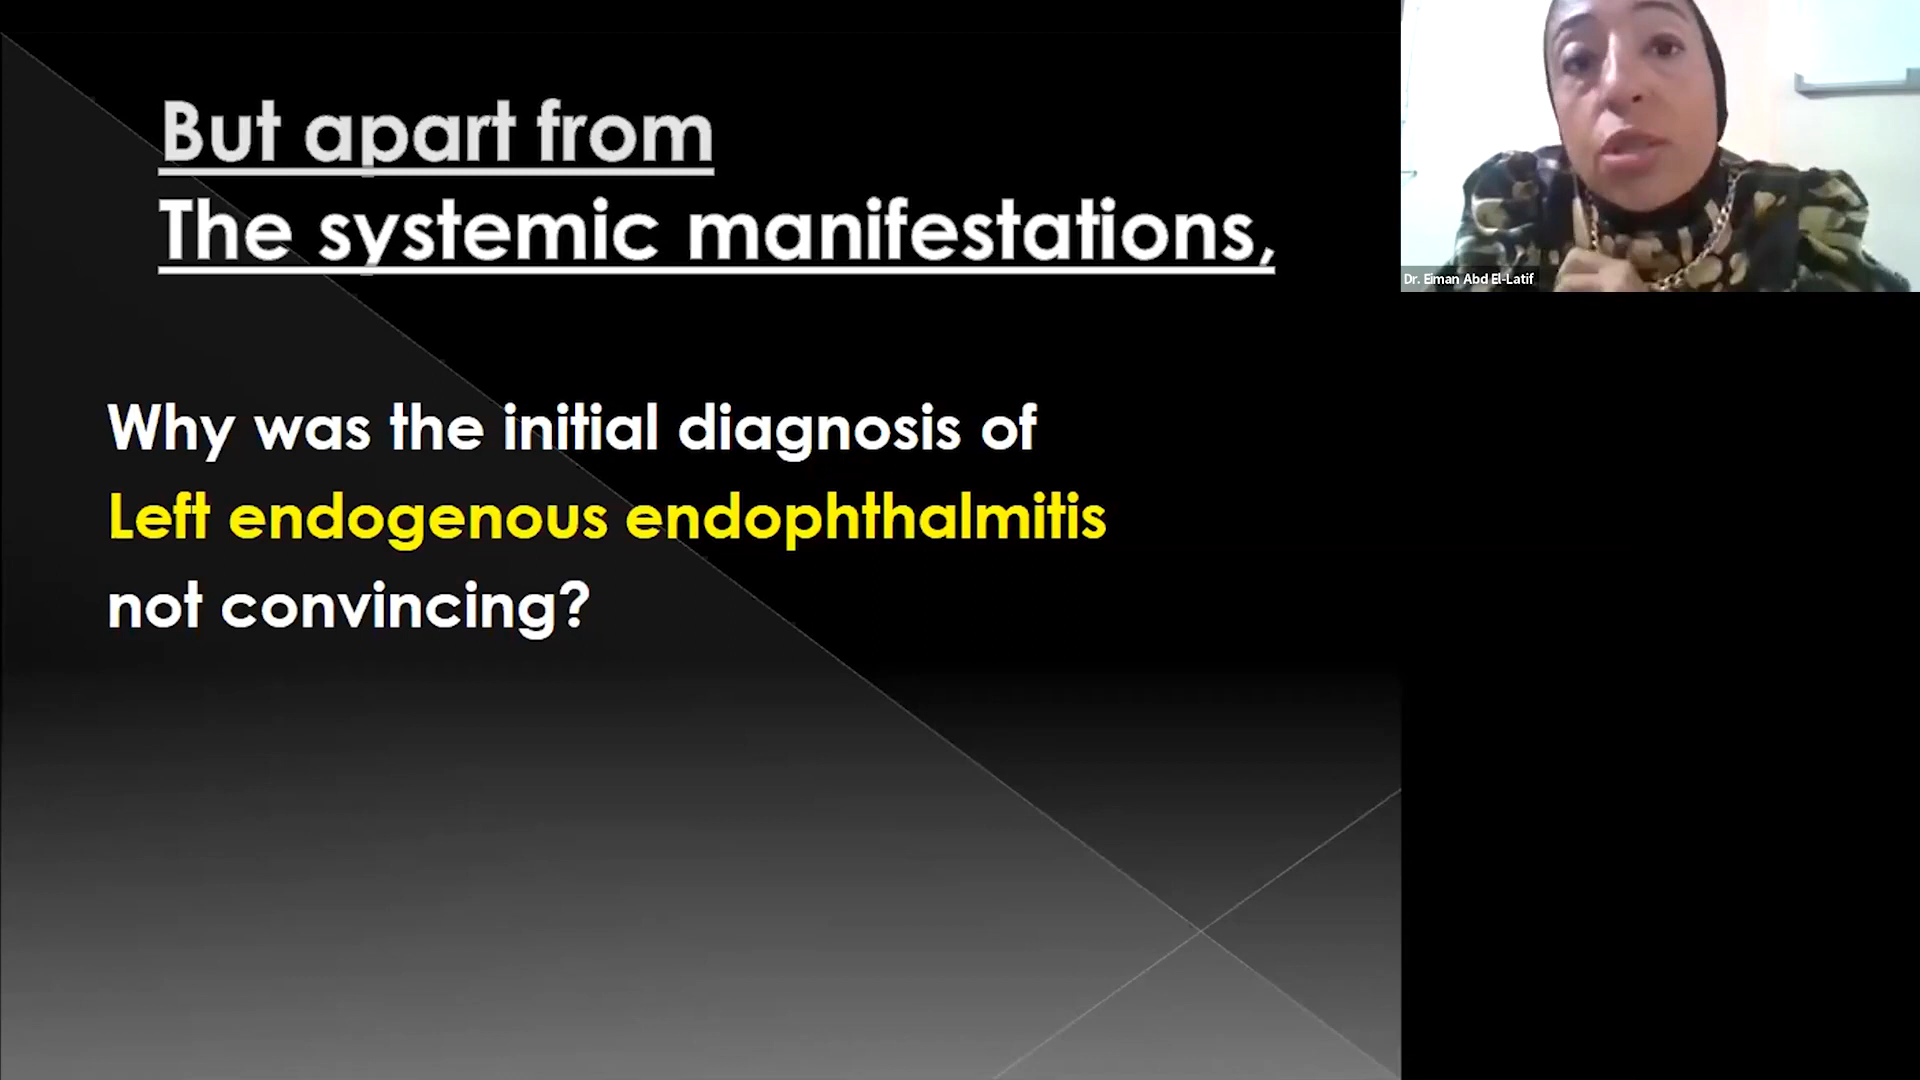 But apart from
The systemic manifestations,
Why was the initial diagnosis of
Left endogenous endophthalmitis
not convincing?
Dr. Eiman Abd El-Latif